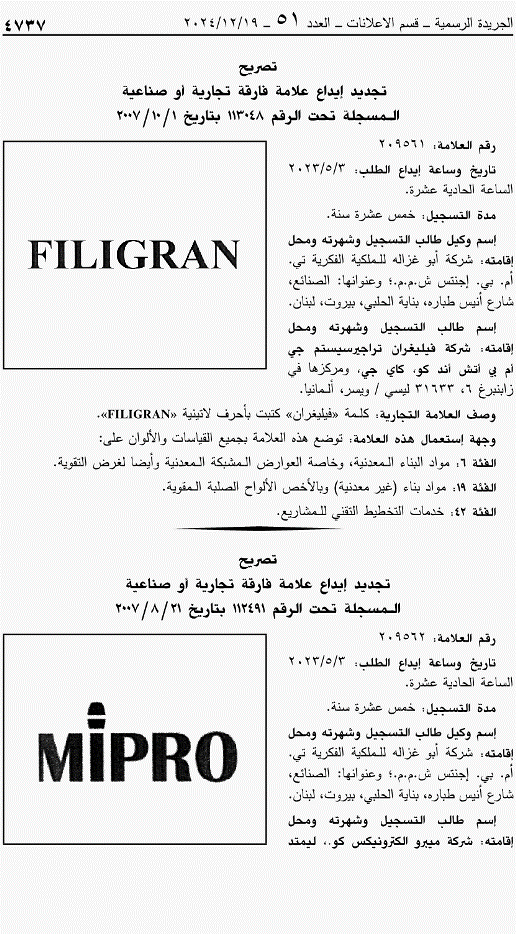 الجريدة الرسمية ــ قسم الاعلانات ــ العدد ٥١ ــ ٢٠٢٤/١٢/١٩
٤٧٣٧
تصريح
تجديد إيداع علامة فارقة تجارية أو صناعية
المسجلة تحت الرقم ١١٣٠٤٨ بتاريخ ٢٠٠٧/١٠/١
FILIGRAN
رقم العلامة: ٢٠٩٥٦١
تاريخ وساعة إيداع الطلب: ٢٠٢٣/٥/٣
الساعة الحادية عشرة.
مدة التسجيل: خمس عشرة سنة.
إسم وكيل طالب التسجيل وشهرته ومحل
إقامته: شركة أبو غزاله للملكية الفكرية تي.
أم. بي. إجنتس ش.م.م.؛ وعنوانها: الصنائع،
شارع أنيس طباره، بناية الحلبي، بيروت، لبنان.
إسم طالب التسجيل وشهرته ومحل
إقامته: شركة فيليغران تراجيرسيستم جي
أم بي أتش أند كو، كاي جي، ومركزها في
زابنبرغ ٦، ٣١٦٣٣ ليسي / ويسر، ألمانيا.
وصف العلامة التجارية: كلمة «فيليغران» كتبت بأحرف لاتينية «FILIGRAN».
وجهة إستعمال هذه العلامة: توضع هذه العلامة بجميع القياسات والألوان على:
الفئة ٦: مواد البناء المعدنية، وخاصة العوارض المشبكة المعدنية وأيضا لغرض التقوية.
الفئة ١٩: مواد بناء (غير معدنية) وبالأخص الألواح الصلبة المقوية.
الفئة ٤٢: خدمات التخطيط التقني للمشاريع.
تصريح
تجديد إيداع علامة فارقة تجارية أو صناعية
المسجلة تحت الرقم ١١٢٤٩١ بتاريخ ٢٠٠٧/٨/٢١
MIPRO
رقم العلامة: ٢٠٩٥٦٢
تاريخ وساعة إيداع الطلب: ٢٠٢٣/٥/٣
الساعة الحادية عشرة.
مدة التسجيل: خمس عشرة سنة.
إسم وكيل طالب التسجيل وشهرته ومحل
إقامته: شركة أبو غزاله للملكية الفكرية تي.
أم. بي. إجنتس ش.م.م.؛ وعنوانها: الصنائع،
شارع أنيس طباره، بناية الحلبي، بيروت، لبنان.
إسم طالب التسجيل وشهرته ومحل
إقامته: شركة ميبرو الكترونيكس كو.، ليمتد